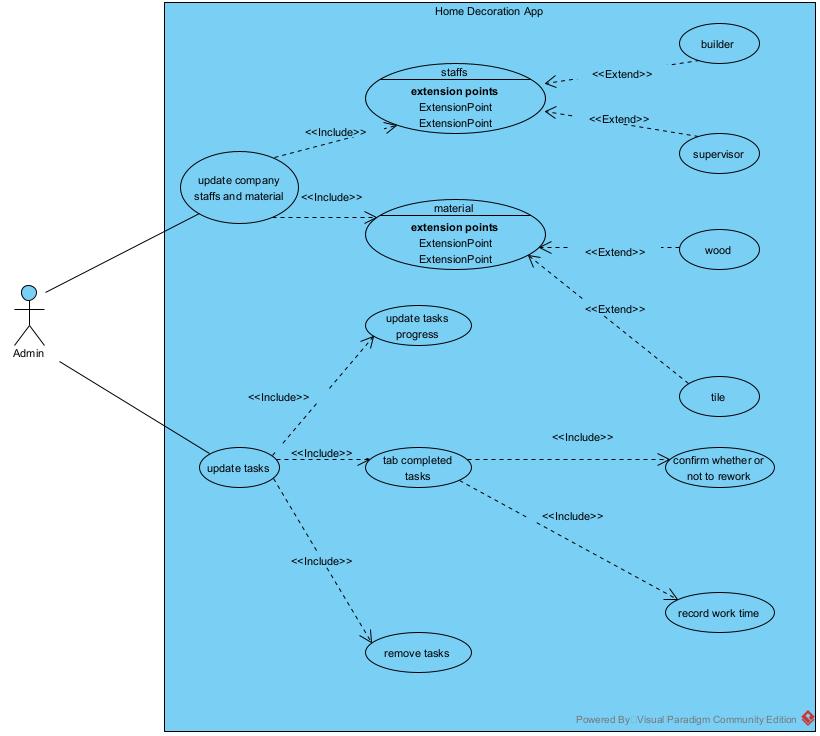 Home Decoration App
builder
<<Extend>>
staffs
extension points
ExtensionPoint
ExtensionPoint
<<Extend>>
<<Include>>
supervisor
update company
staffs and material
<<Include>>
material
extension points
ExtensionPoint
ExtensionPoint
<<Extend>>
wood
<<Extend>>
Admin
update tasks
progress
<<Include>>
tile
<<Include>>
update tasks
<<Include>>
tab completed
tasks
confirm whether or
not to rework
<<Include>>
<<Include>>
record work time
remove tasks
Powered By Visual Paradigm Community Edition